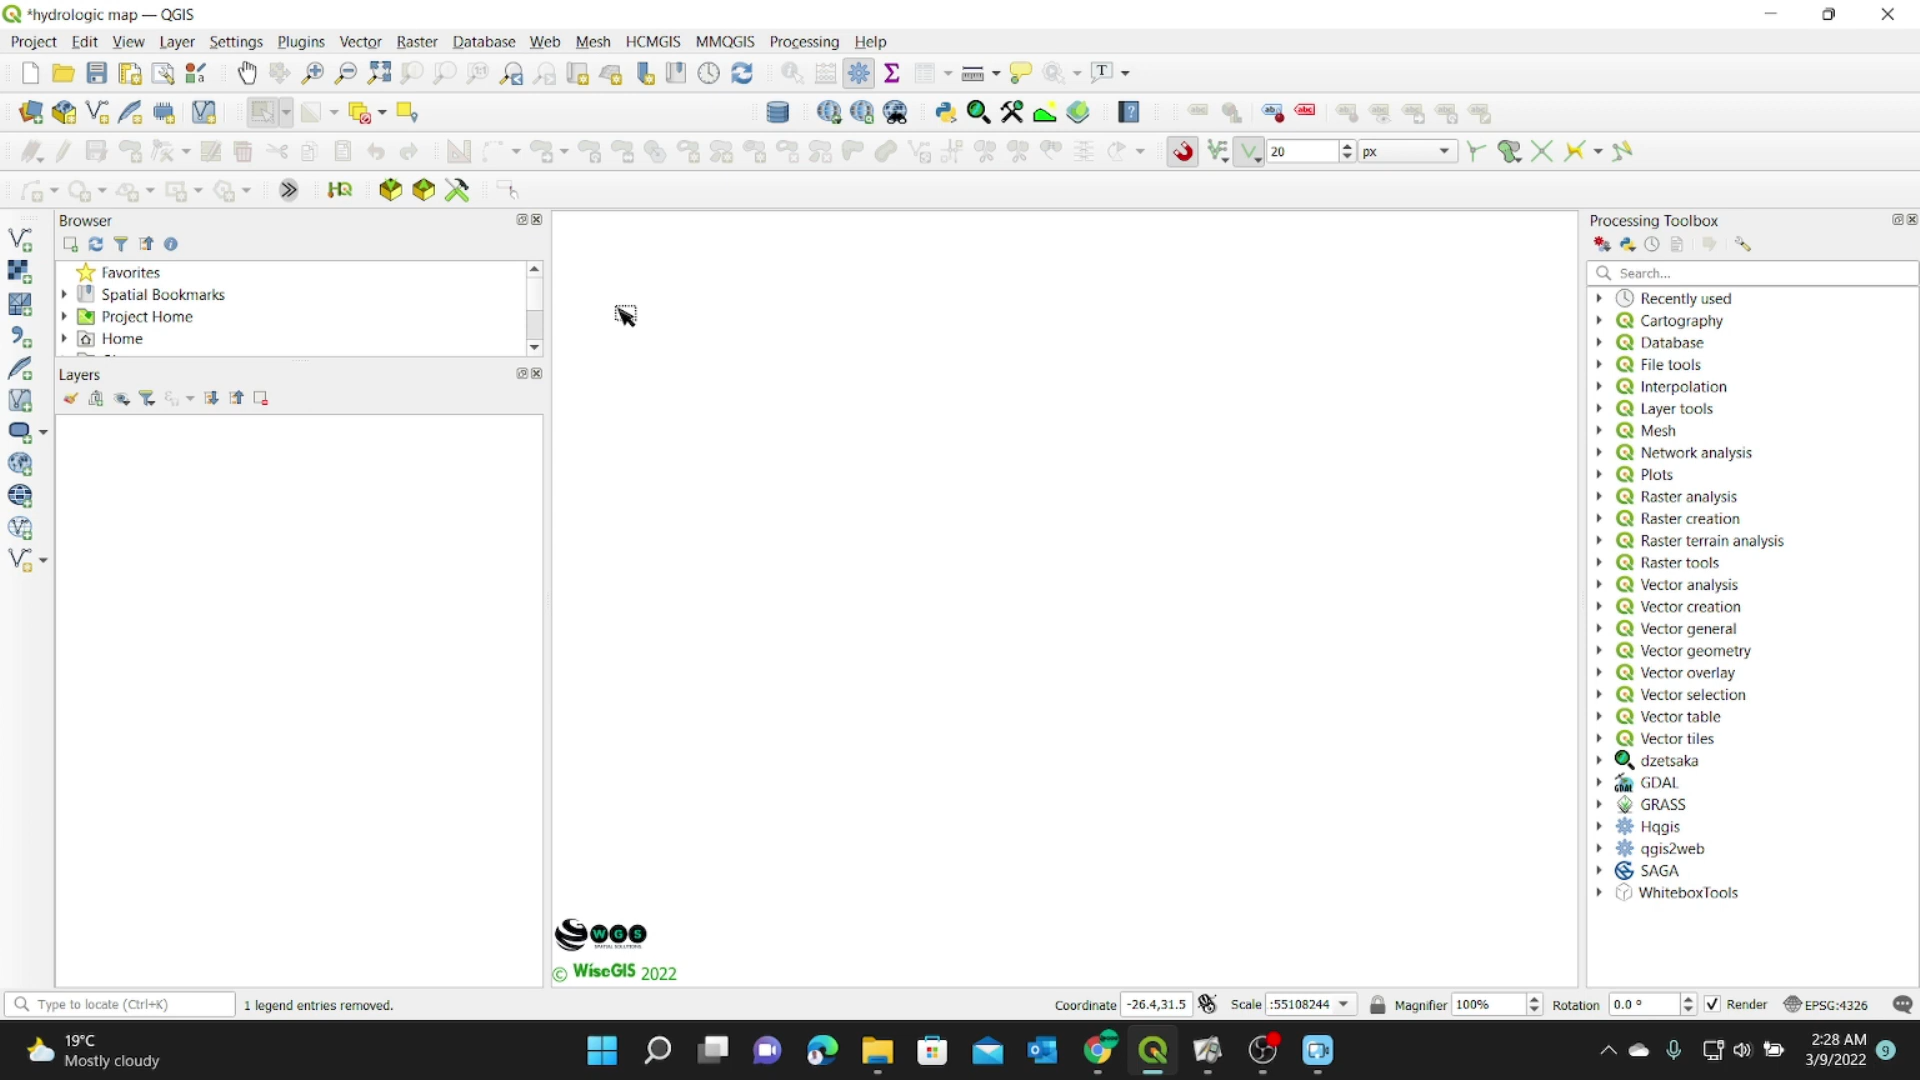 *hydrologic map — QGIS
Project Edit View Layer Settings Plugins Vector Raster Database Web Mesh HCMGIS MMQGIS Processing Help
20 px
Browser
Favorites
Spatial Bookmarks
Project Home
Home
Layers
Processing Toolbox
Search...
Recently used
Cartography
Database
File tools
Interpolation
Layer tools
Mesh
Network analysis
Plots
Raster analysis
Raster creation
Raster terrain analysis
Raster tools
Vector analysis
Vector creation
Vector general
Vector geometry
Vector overlay
Vector selection
Vector table
Vector tiles
dzetsaka
GDAL
GRASS
Hqgis
qgis2web
SAGA
WhiteboxTools
WGS
SPATIAL SOLUTIONS
© WiseGIS 2022
Type to locate (Ctrl+K) 1 legend entries removed. Coordinate -26.4,31.5 Scale :55108244 Magnifier 100% Rotation 0.0 ° Render EPSG:4326
19°C
Mostly cloudy
2:28 AM
3/9/2022 9